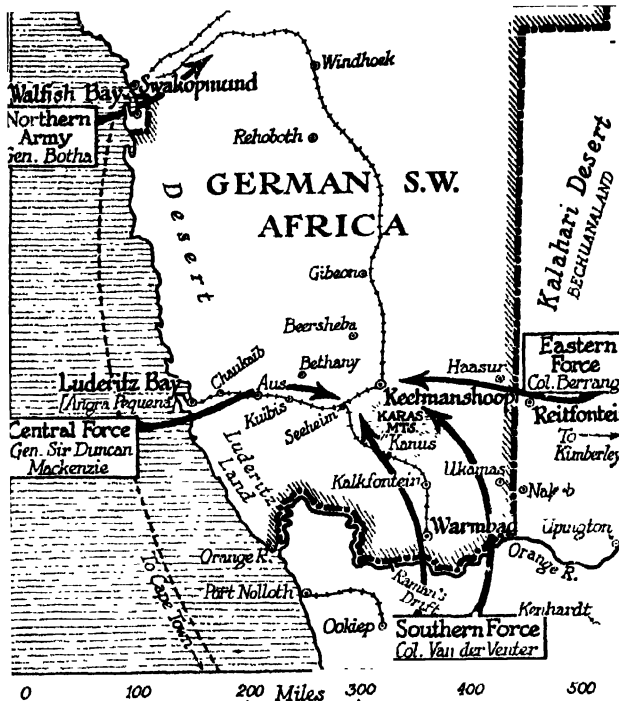 Windhoek
Swakopmund
Walfish Bay
Northern
Army
Gen. Botha
Rehoboth
GERMAN S.W.
AFRICA
Desert
Kalahari Desert
BECHUANALAND
Gibeon
Beersheba
Bethany
Chaukaib
Aus
Haasur
Eastern
Force
Col. Berrange
Luderitz Bay
[Angra Pequena]
Kuibis
Seeheim
Keetmanshoop
Reitfontein
To
Kimberley
Central Force
Gen. Sir Duncan
Mackenzie
KARAS
MTS.
Kanus
Luderitz
Land
Kalkfontein
Ukamas
Warmbad
Upington
Orange R.
Orange R.
To Cape Town
Port Nolloth
Raman's
Drift
Kenhardt
Ookiep
Southern Force
Col. Van der Venter
0 100 200 Miles 300 400 500